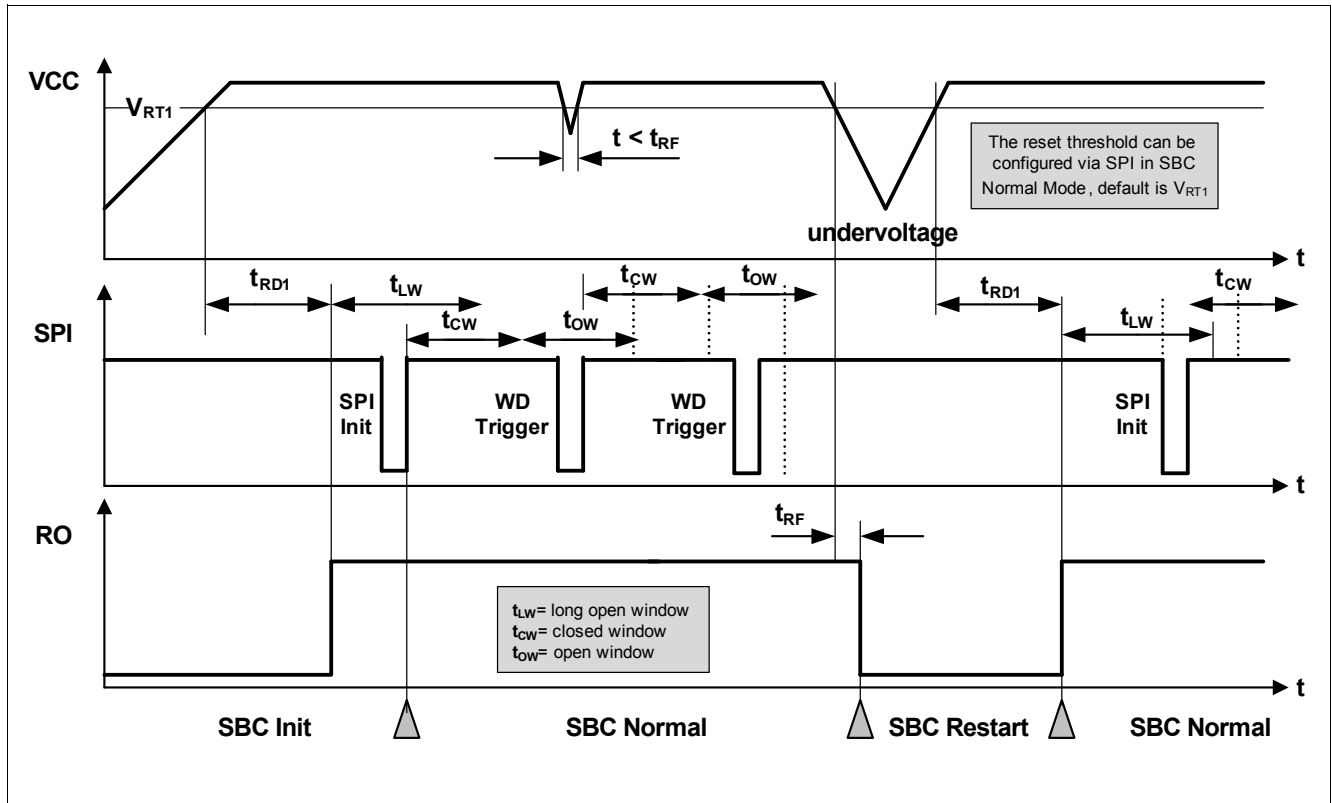 VCC
VRT1
t < tRF
The reset threshold can be
configured via SPI in SBC
Normal Mode, default is VRT1
undervoltage
t
tRD1
tLW
tCW
tOW
tCW
tOW
tRD1
tLW
tCW
SPI
SPI
Init
WD
Trigger
WD
Trigger
SPI
Init
t
RO
tRF
tLW= long open window
tCW= closed window
tOW= open window
t
SBC Init
SBC Normal
SBC Restart
SBC Normal